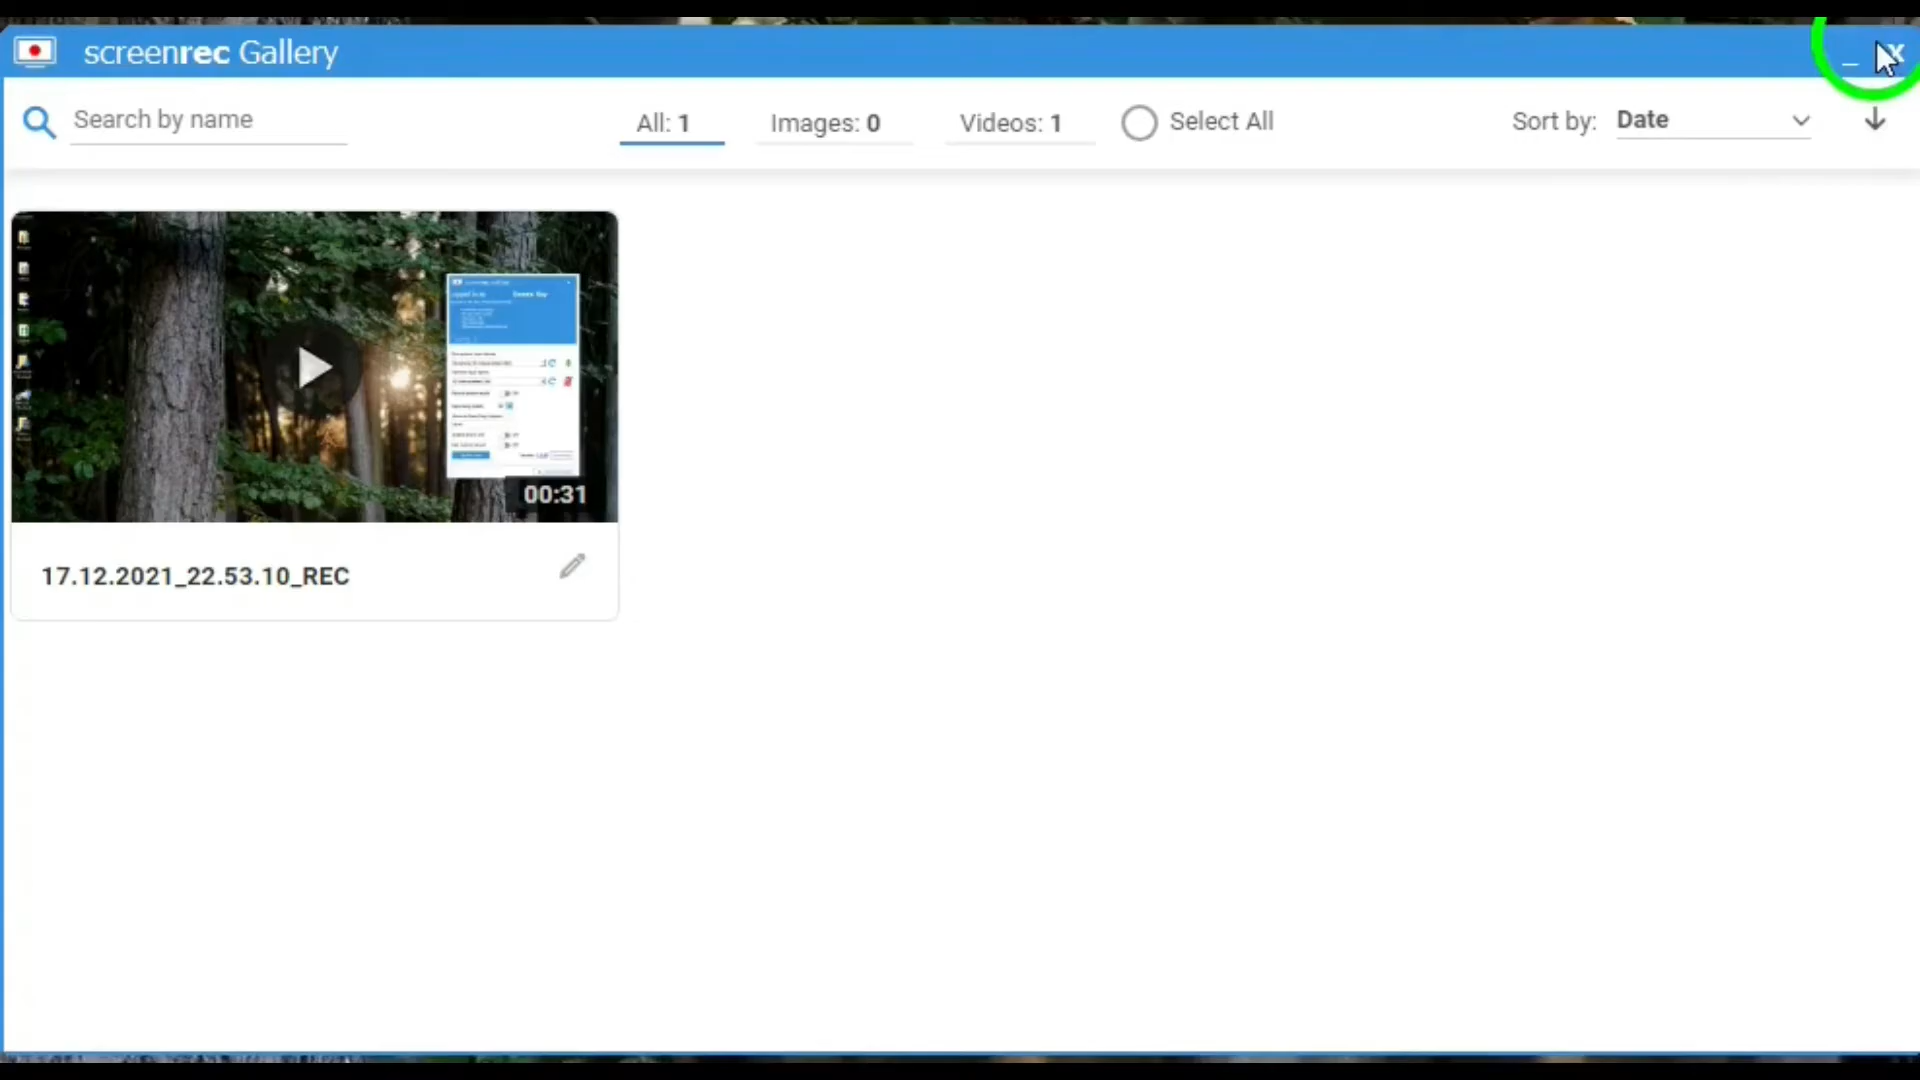 screenrec Gallery
Search by name
All: 1
Images: 0
Videos: 1
Select All
Sort by:
Date
00:31
17.12.2021_22.53.10_REC